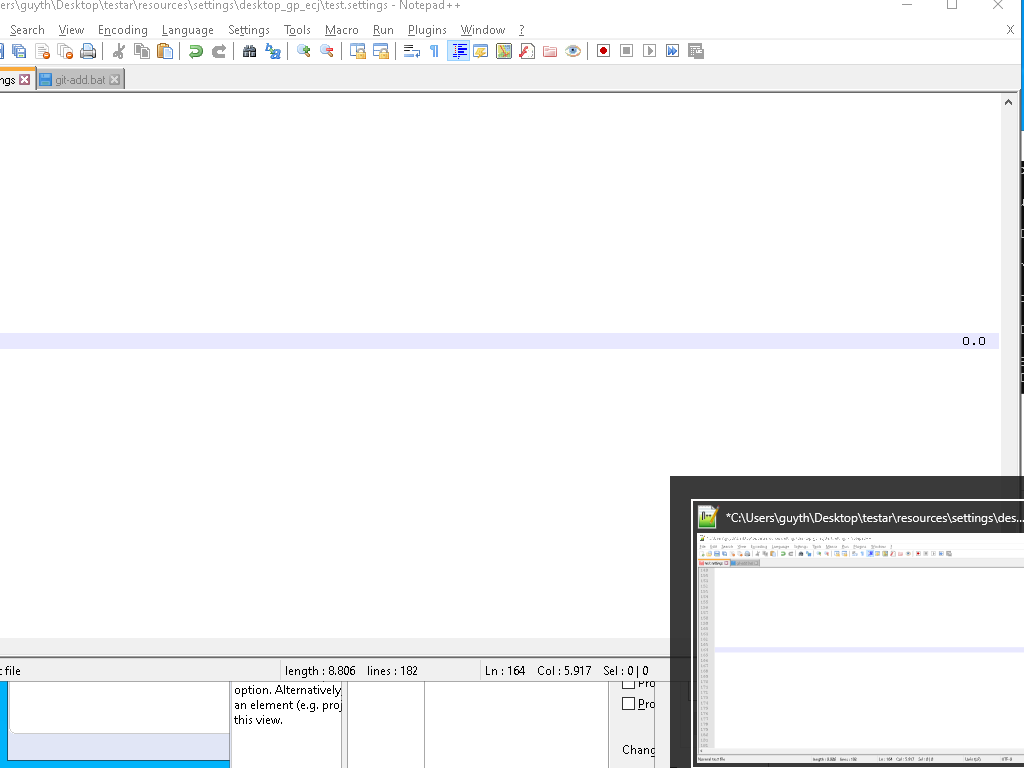 ers\guyth\Desktop\testar\resources\settings\desktop_gp_ecj\test.settings - Notepad++
Search View Encoding Language Settings Tools Macro Run Plugins Window ? X
ngs git-add.bat
0.0
*C:\Users\guyth\Desktop\testar\resources\settings\des...
file length : 8.806 lines : 182 Ln : 164 Col : 5.917 Sel : 0 | 0
option. Alternatively
an element (e.g. proj
this view.
Pro
Pro
Chang